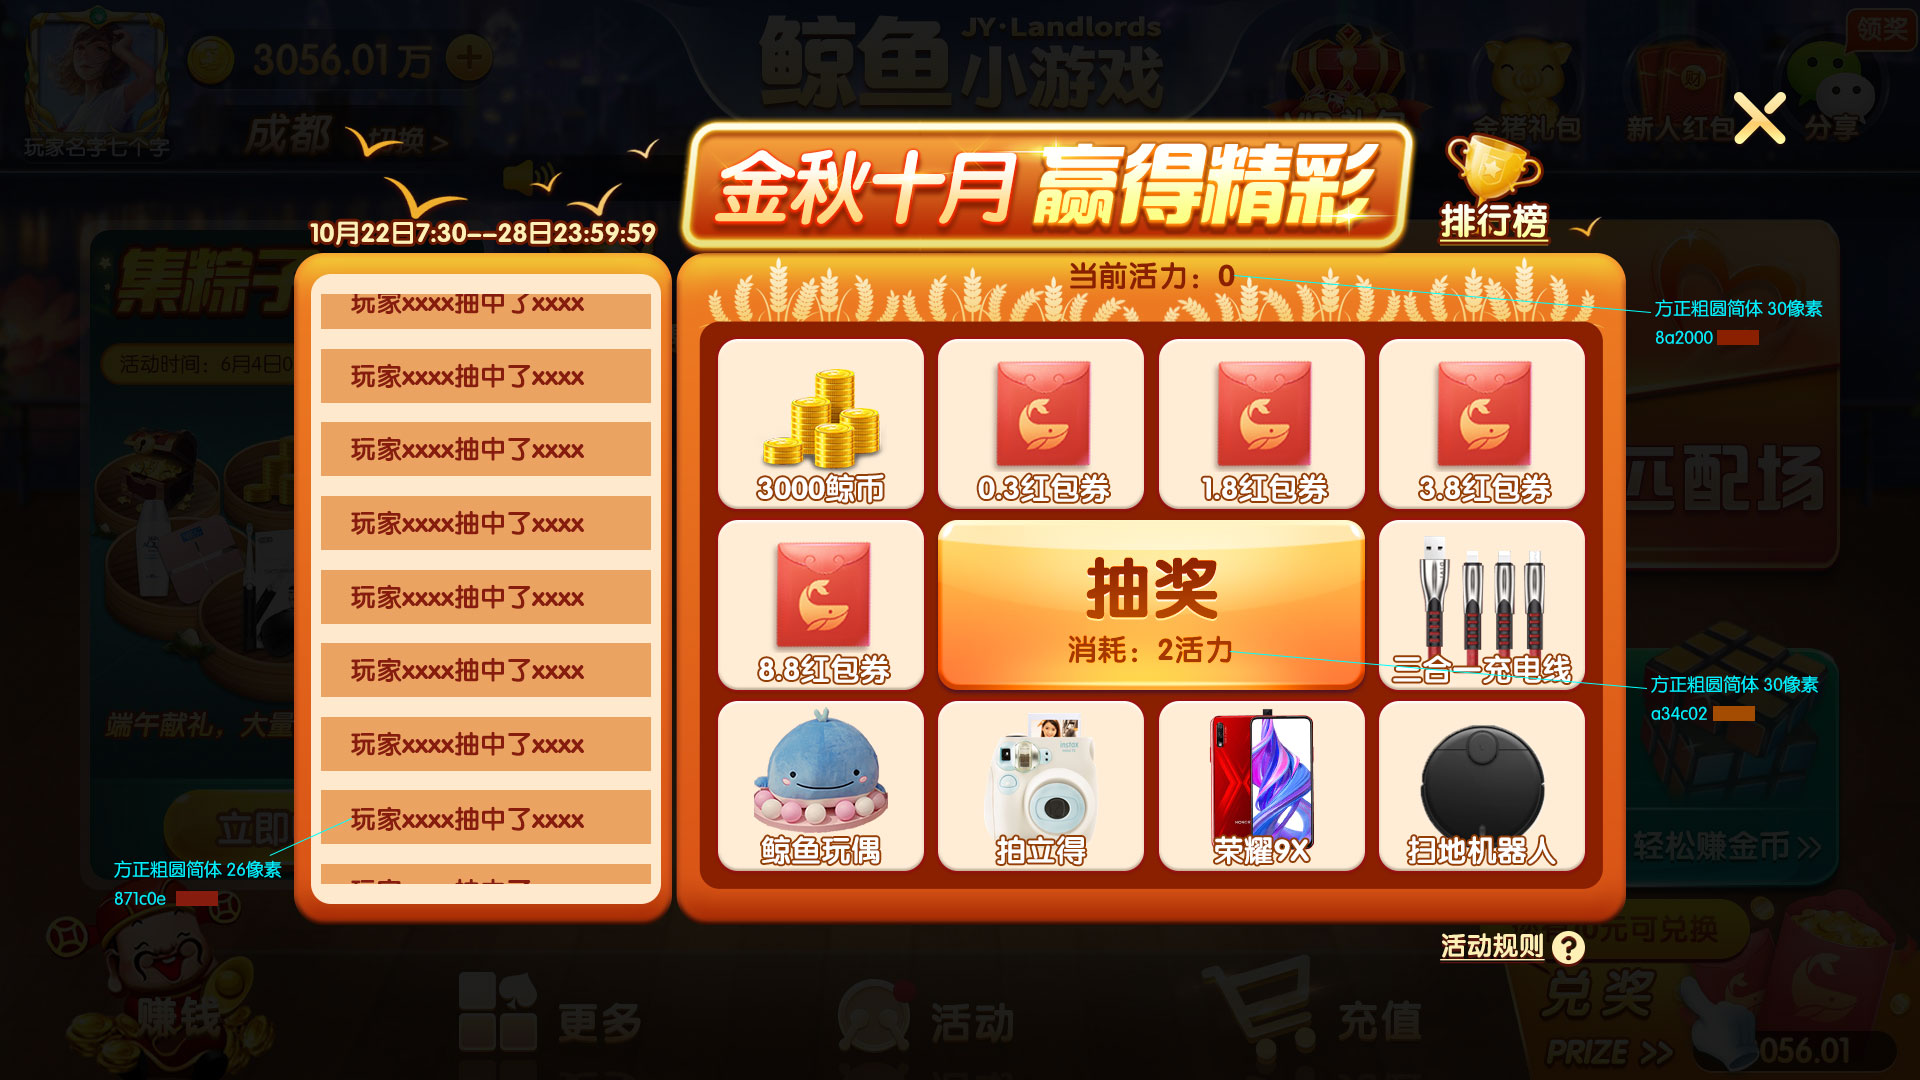 3056.01万
鲸鱼
JY·Landlords
小游戏
领奖
玩家名字七个字
成都
切换 >
金猪礼包
新人红包
分享
金秋十月 赢得精彩
排行榜
10月22日7:30--28日23:59:59
当前活力：0
玩家xxxx抽中了xxxx
玩家xxxx抽中了xxxx
玩家xxxx抽中了xxxx
玩家xxxx抽中了xxxx
玩家xxxx抽中了xxxx
玩家xxxx抽中了xxxx
玩家xxxx抽中了xxxx
玩家xxxx抽中了xxxx
3000鲸币
0.3红包券
1.8红包券
3.8红包券
8.8红包券
抽奖
消耗：2活力
三合一充电线
鲸鱼玩偶
拍立得
荣耀9X
扫地机器人
方正粗圆简体 30像素
8a2000
方正粗圆简体 30像素
a34c02
方正粗圆简体 26像素
871c0e
集粽子
活动时间：6月4日0
端午献礼，大量
立即
匹配场
轻松赚金币>>
活动规则 ?
元可兑换
兑奖
PRIZE >>
056.01
赚钱
更多
活动
充值